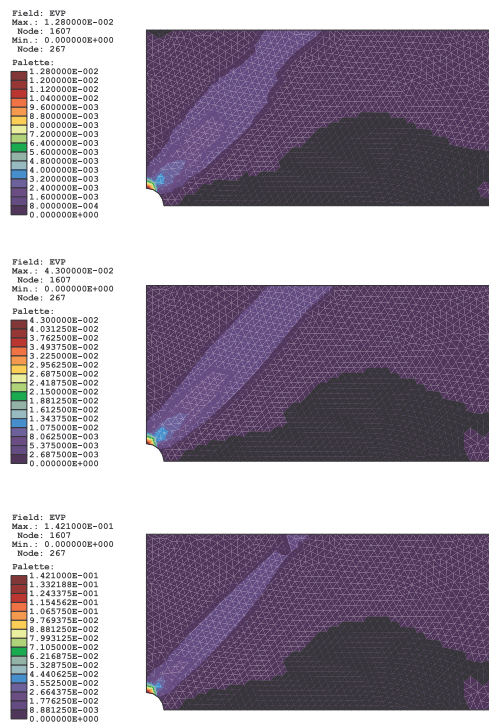 Field: EVP
Max.: 1.280000E-002
Node: 1607
Min.: 0.000000E+000
Node: 267
Palette:
1.280000E-002
1.200000E-002
1.120000E-002
1.040000E-002
9.600000E-003
8.800000E-003
8.000000E-003
7.200000E-003
6.400000E-003
5.600000E-003
4.800000E-003
4.000000E-003
3.200000E-003
2.400000E-003
1.600000E-003
8.000000E-004
0.000000E+000
Field: EVP
Max.: 4.300000E-002
Node: 1607
Min.: 0.000000E+000
Node: 267
Palette:
4.300000E-002
4.031250E-002
3.762500E-002
3.493750E-002
3.225000E-002
2.956250E-002
2.687500E-002
2.418750E-002
2.150000E-002
1.881250E-002
1.612500E-002
1.343750E-002
1.075000E-002
8.062500E-003
5.375000E-003
2.687500E-003
0.000000E+000
Field: EVP
Max.: 1.421000E-001
Node: 1607
Min.: 0.000000E+000
Node: 267
Palette:
1.421000E-001
1.332188E-001
1.243375E-001
1.154562E-001
1.065750E-001
9.769375E-002
8.881250E-002
7.993125E-002
7.105000E-002
6.216875E-002
5.328750E-002
4.440625E-002
3.552500E-002
2.664375E-002
1.776250E-002
8.881250E-003
0.000000E+000